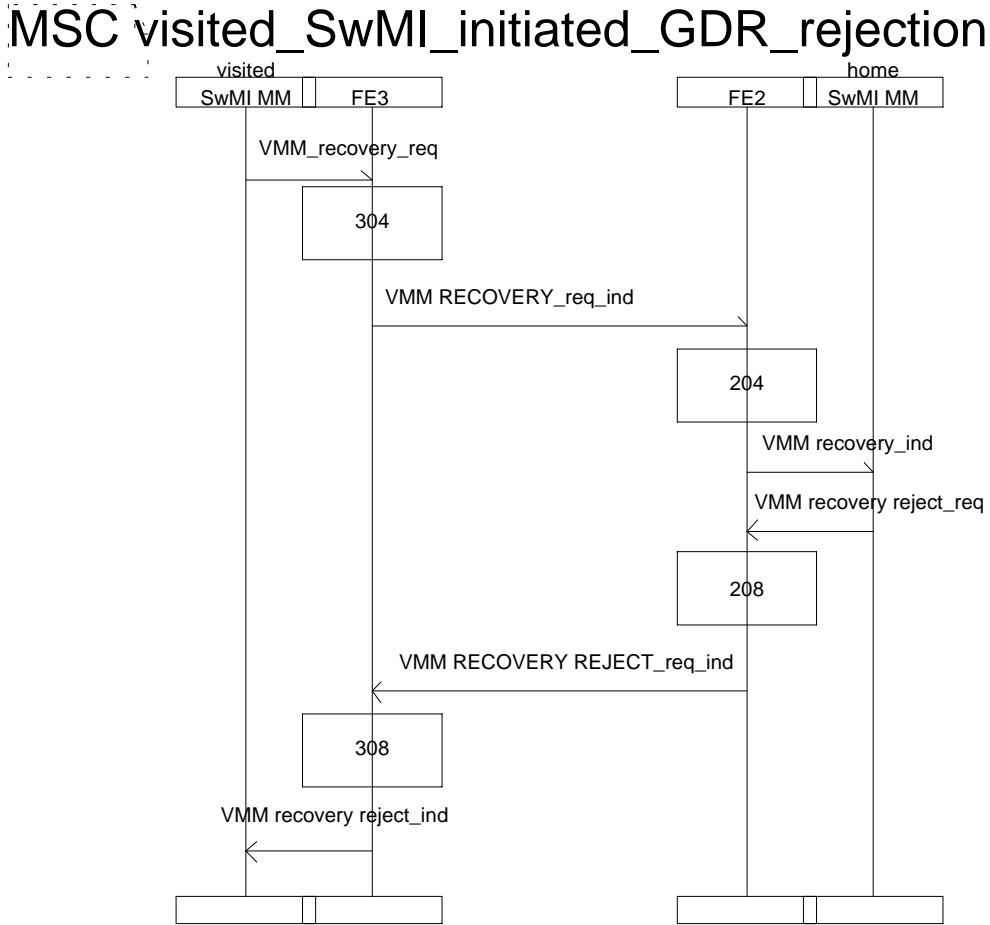 MSC visited_SwMI_initiated_GDR_rejection
visited
SwMI MM
FE3
FE2
home
SwMI MM
VMM_recovery_req
304
VMM RECOVERY_req_ind
204
VMM recovery_ind
VMM recovery reject_req
208
VMM RECOVERY REJECT_req_ind
308
VMM recovery reject_ind